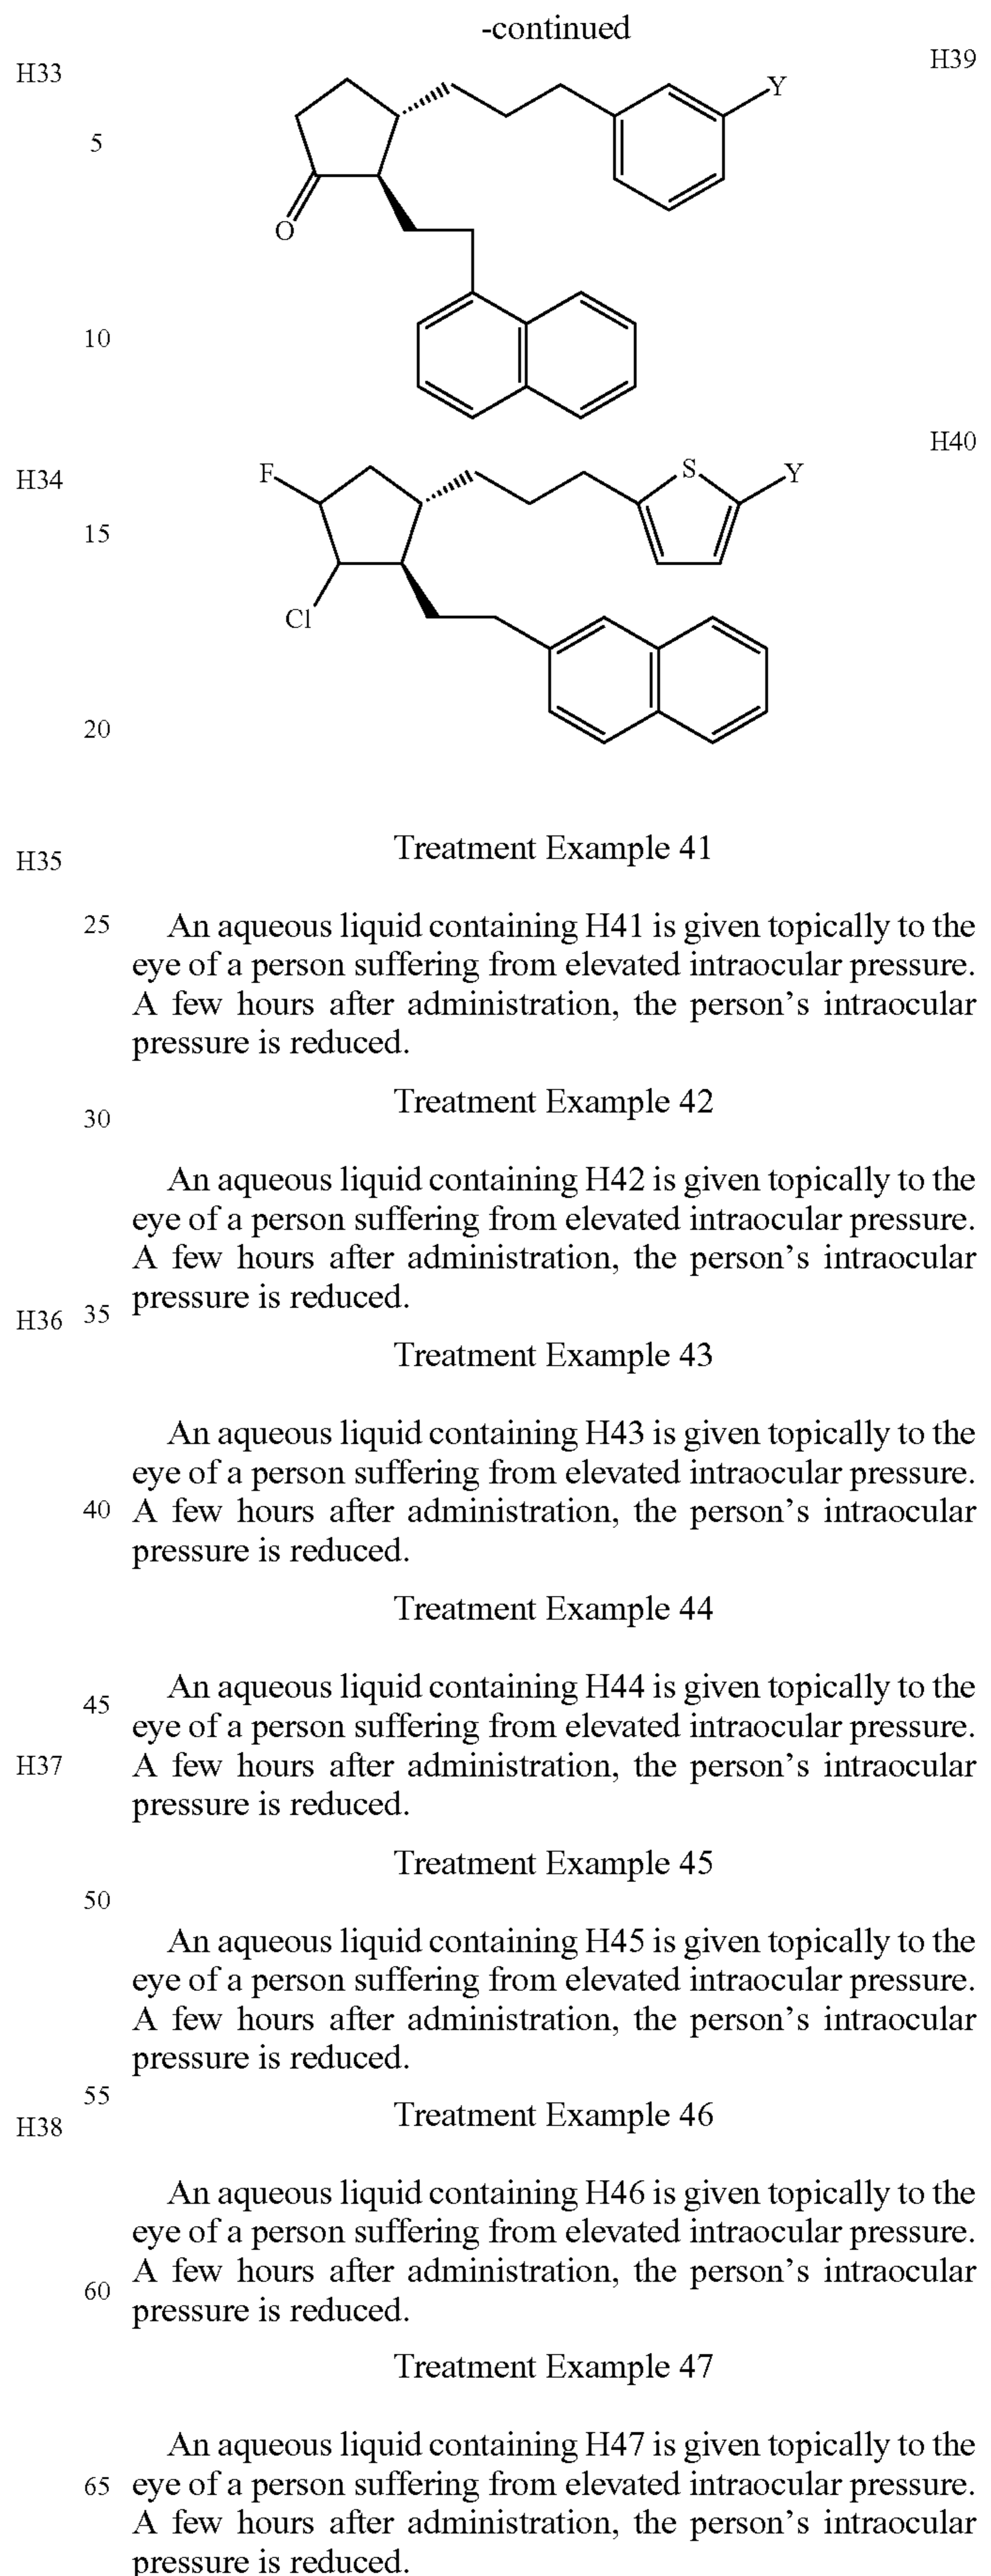 -continued
H33
H39
Y
5
O
10
H40
H34
F
S
Y
15
Cl
20
Treatment Example 41
H35
25 An aqueous liquid containing H41 is given topically to the
eye of a person suffering from elevated intraocular pressure.
A few hours after administration, the person’s intraocular
pressure is reduced.
Treatment Example 42
30
An aqueous liquid containing H42 is given topically to the
eye of a person suffering from elevated intraocular pressure.
A few hours after administration, the person’s intraocular
H36 35 pressure is reduced.
Treatment Example 43
An aqueous liquid containing H43 is given topically to the
eye of a person suffering from elevated intraocular pressure.
40 A few hours after administration, the person’s intraocular
pressure is reduced.
Treatment Example 44
An aqueous liquid containing H44 is given topically to the
45 eye of a person suffering from elevated intraocular pressure.
H37 A few hours after administration, the person’s intraocular
pressure is reduced.
Treatment Example 45
50
An aqueous liquid containing H45 is given topically to the
eye of a person suffering from elevated intraocular pressure.
A few hours after administration, the person’s intraocular
pressure is reduced.
55
Treatment Example 46
H38
An aqueous liquid containing H46 is given topically to the
eye of a person suffering from elevated intraocular pressure.
A few hours after administration, the person’s intraocular
60 pressure is reduced.
Treatment Example 47
An aqueous liquid containing H47 is given topically to the
65 eye of a person suffering from elevated intraocular pressure.
A few hours after administration, the person’s intraocular
pressure is reduced.